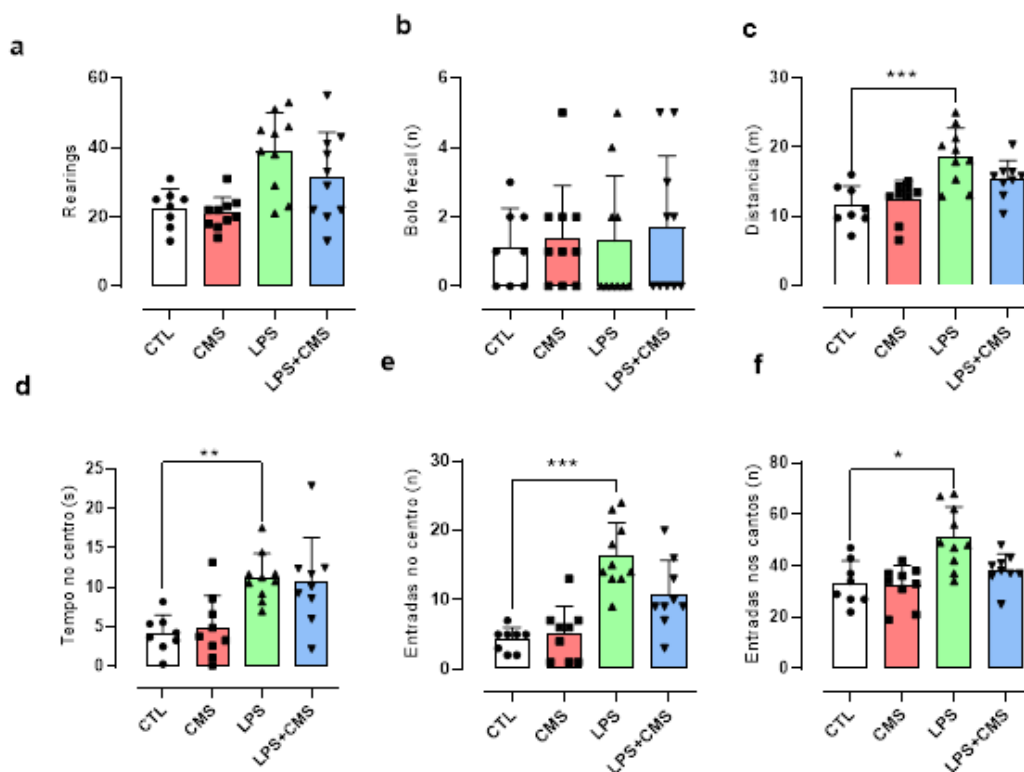 a
Rearings
60
40
20
0
CTL
CMS
LPS
LPS+CMS
b
Bolo fecal (n)
6
4
2
0
CTL
CMS
LPS
LPS+CMS
c
Distancia (m)
30
20
10
0
***
CTL
CMS
LPS
LPS+CMS
d
Tempo no centro (s)
25
20
15
10
5
0
**
CTL
CMS
LPS
LPS+CMS
e
Entradas no centro (n)
30
20
10
0
***
CTL
CMS
LPS
LPS+CMS
f
Entradas nos cantos (n)
80
60
40
20
0
*
CTL
CMS
LPS
LPS+CMS